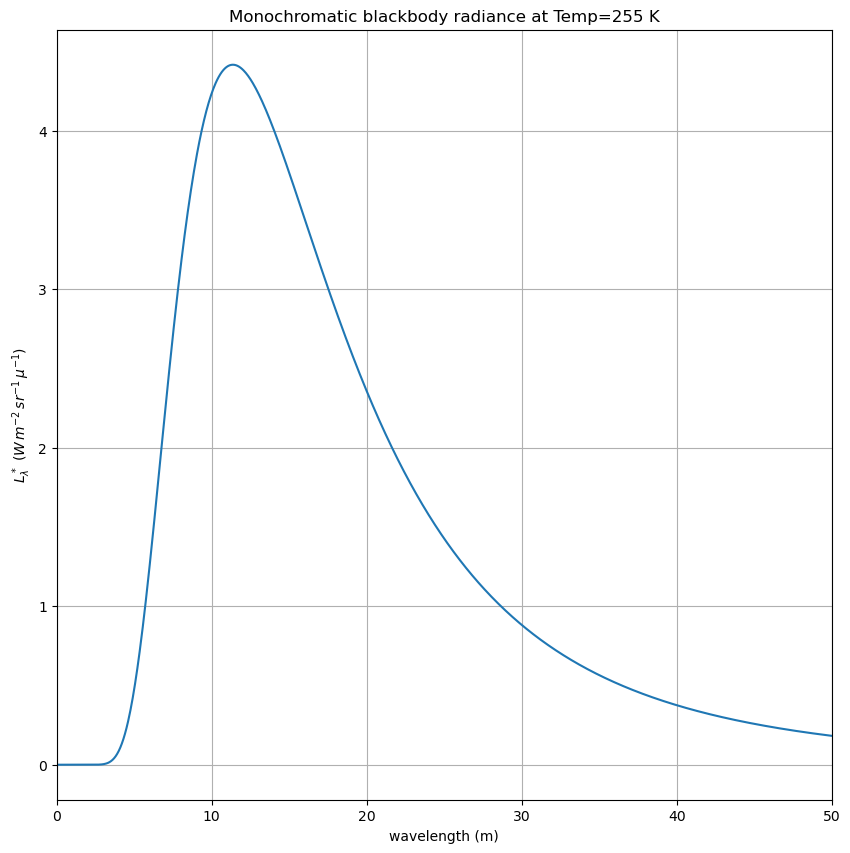 Monochromatic blackbody radiance at Temp=255 K
4
3
2
1
0
$L^*_\lambda$ ($W\,m^{-2}\,sr^{-1}\,\mu^{-1}$)
0 10 20 30 40 50
wavelength (m)